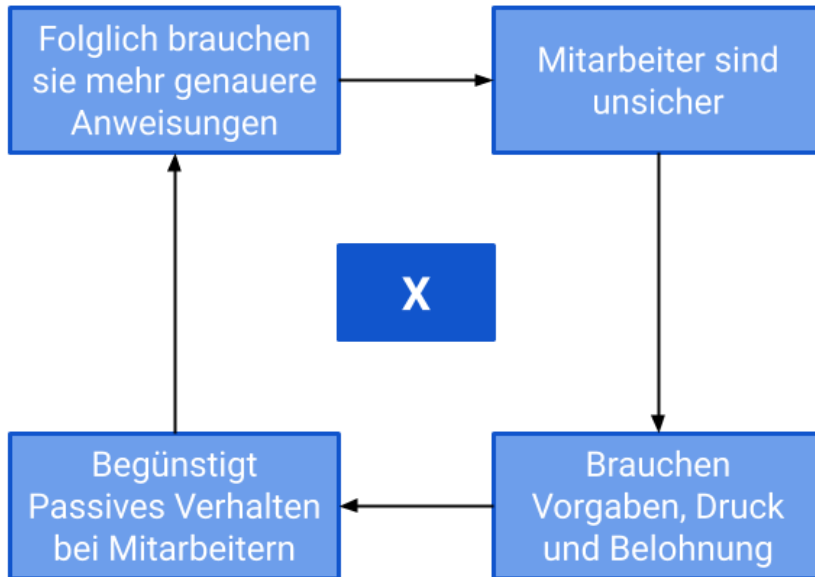 Folglich brauchen
sie mehr genauere
Anweisungen
Mitarbeiter sind
unsicher
X
Begünstigt
Passives Verhalten
bei Mitarbeitern
Brauchen
Vorgaben, Druck
und Belohnung